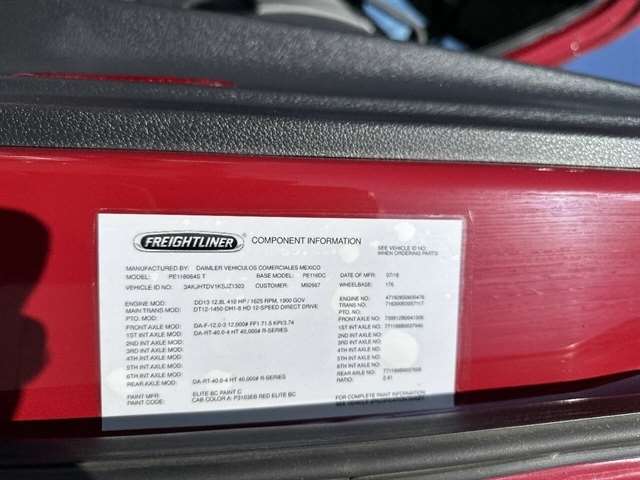 FREIGHTLINER COMPONENT INFORMATION
SEE VEHICLE ID NO.
WHEN ORDERING PARTS
MANUFACTURED BY: DAIMLER VEHICULOS COMERCIALES MEXICO DATE OF MFG: 07/18
MODEL: PE116064S T BASE MODEL: PE116DC WHEELBASE: 176
VEHICLE ID NO: CUSTOMER:
ENGINE MOD: DD13 12.8L 410 HP / 1625 RPM, 1900 GOV ENGINE NO:
MAIN TRANS MOD: DT12-1450 DH1-8 HD 12-SPEED DIRECT DRIVE TRANS NO:
PTO. MOD: PTO. NO:
FRONT AXLE MOD: DA-F-12.0-3 12,000# FF1 71.5 KPI/3.74 FRONT AXLE NO:
1ST INT AXLE MOD: DA-RT-40.0-4 HT 40,000# R-SERIES 1ST INT AXLE NO:
2ND INT AXLE MOD: 2ND INT AXLE NO:
3RD INT AXLE MOD: 3RD INT AXLE NO:
4TH INT AXLE MOD: 4TH INT AXLE NO:
5TH INT AXLE MOD: 5TH INT AXLE NO:
6TH INT AXLE MOD: 6TH INT AXLE NO:
REAR AXLE MOD: DA-RT-40.0-4 HT 40,000# R-SERIES REAR AXLE NO:
RATIO: 2.41
PAINT MFR: ELITE BC PAINT C
PAINT CODE: CAB COLOR A: RED ELITE BC
FOR COMPLETE PAINT INFORMATION
SEE VEHICLE SPECIFICATION SHEET.